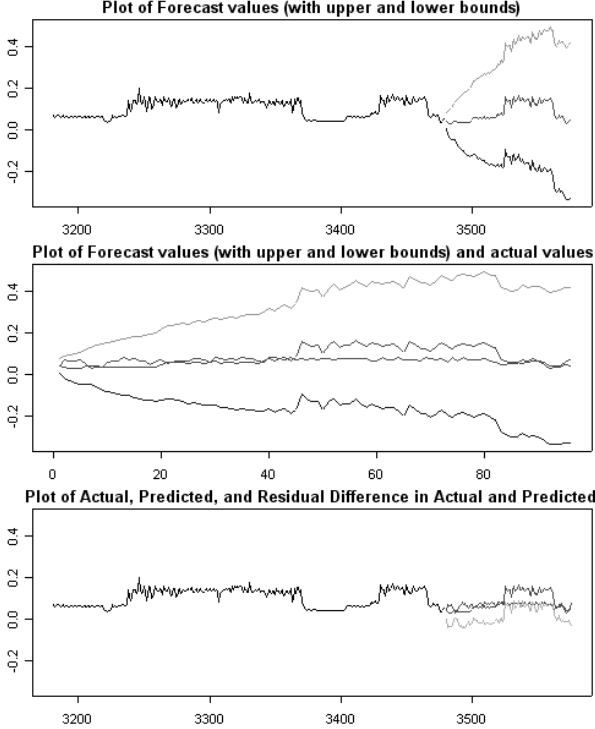 Plot of Forecast values (with upper and lower bounds)
0.4
0.2
0.0
-0.2
3200 3300 3400 3500
Plot of Forecast values (with upper and lower bounds) and actual values
0.4
0.2
0.0
-0.2
0 20 40 60 80
Plot of Actual, Predicted, and Residual Difference in Actual and Predicted
0.4
0.2
0.0
-0.2
3200 3300 3400 3500